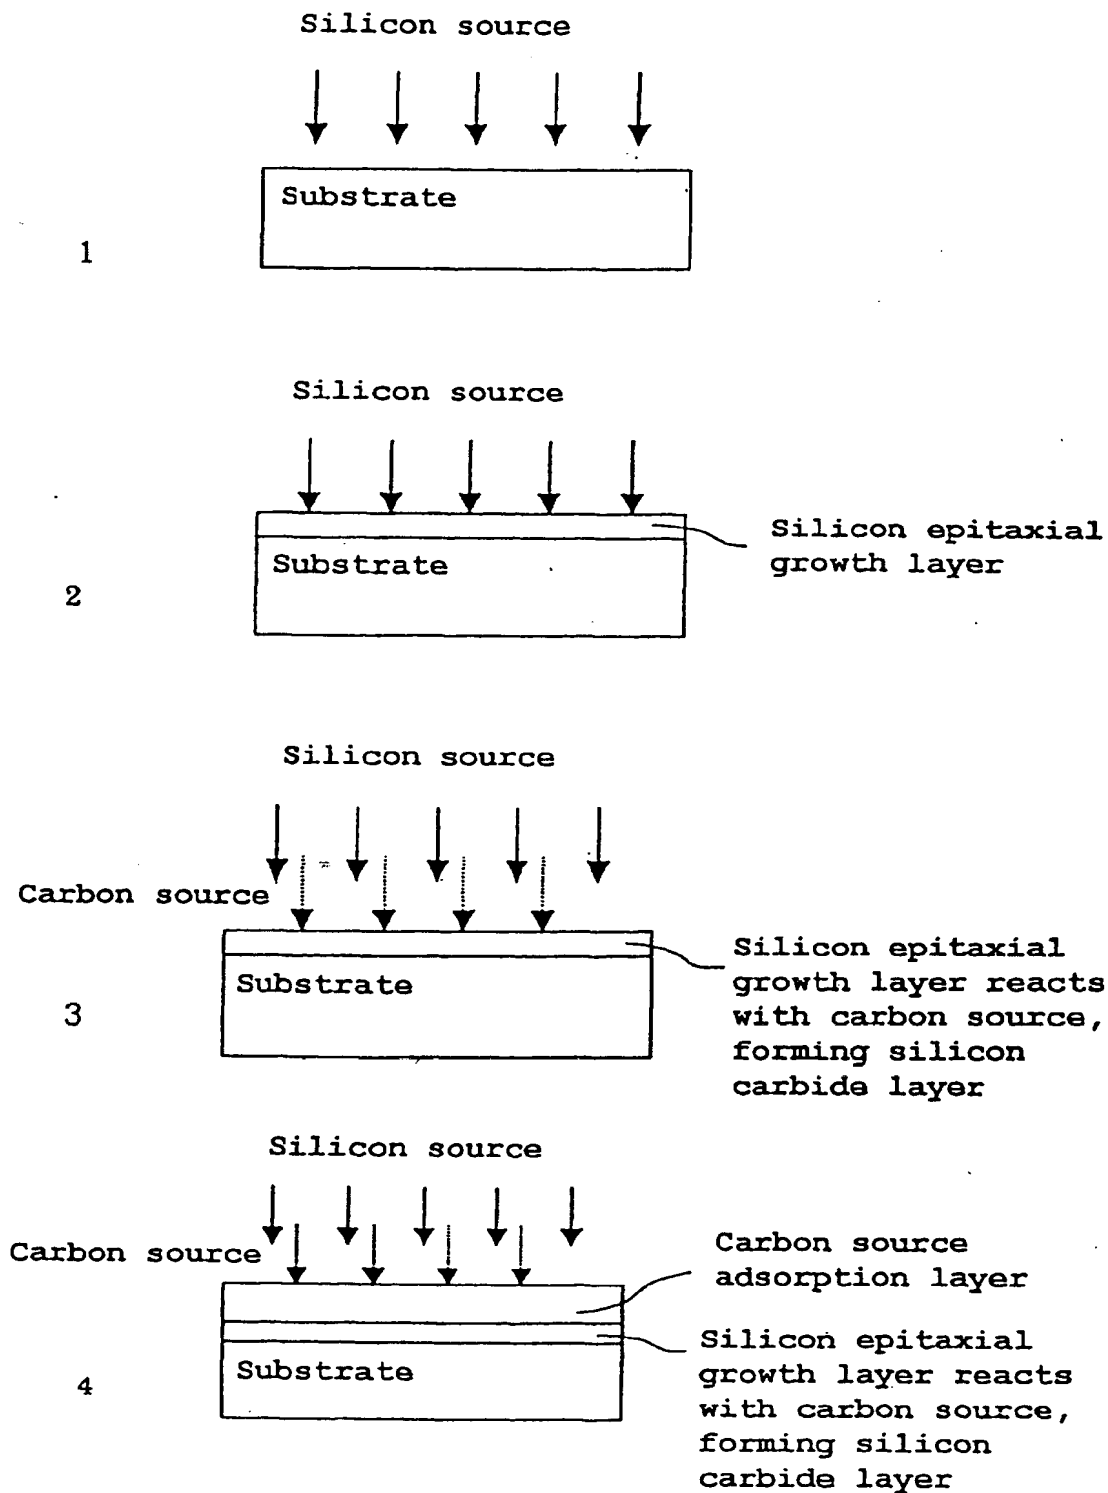 Silicon source
Substrate
1
Silicon source
Silicon epitaxial
growth layer
Substrate
2
Silicon source
Carbon source
Silicon epitaxial
growth layer reacts
with carbon source,
forming silicon
carbide layer
Substrate
3
Silicon source
Carbon source
Carbon source
adsorption layer
Silicon epitaxial
growth layer reacts
with carbon source,
forming silicon
carbide layer
Substrate
4